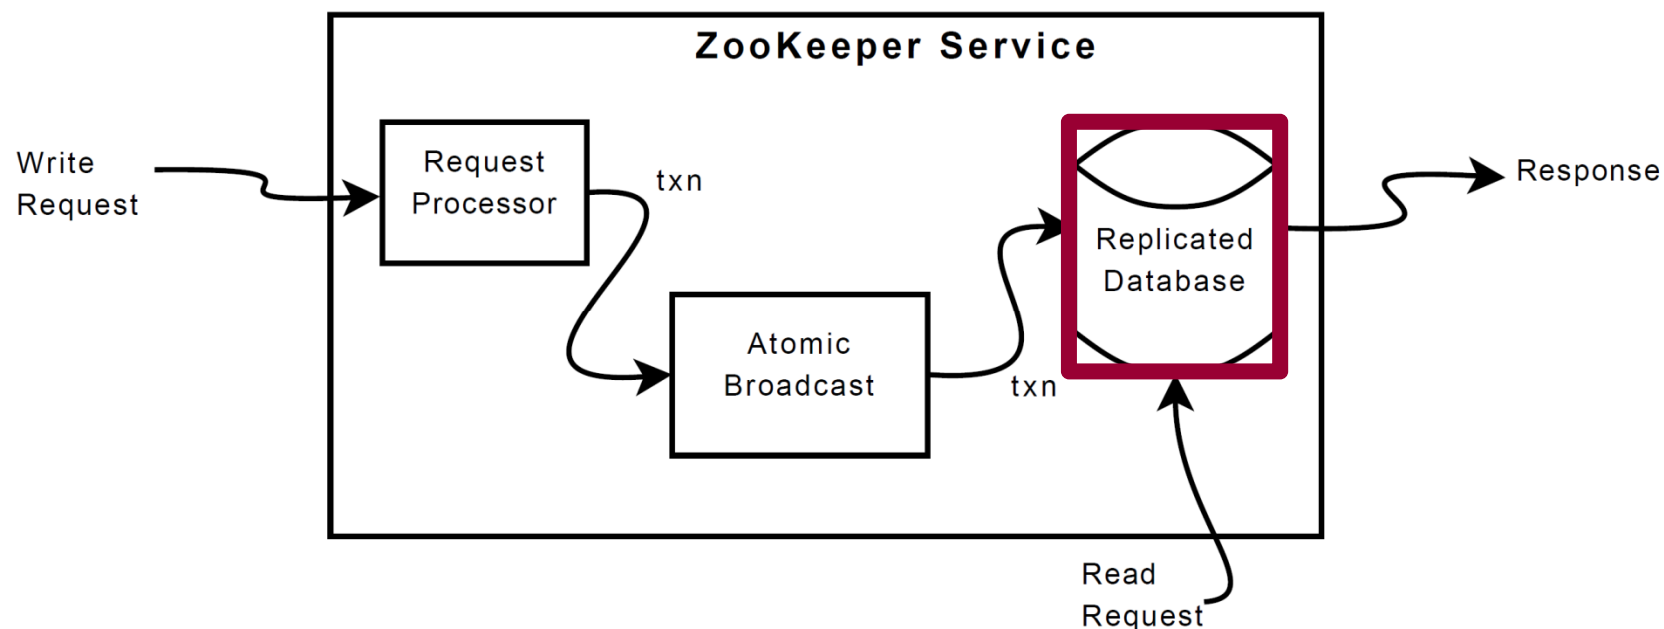 ZooKeeper Service
Write
Request
Request
Processor
txn
Atomic
Broadcast
txn
Replicated
Database
Response
Read
Request